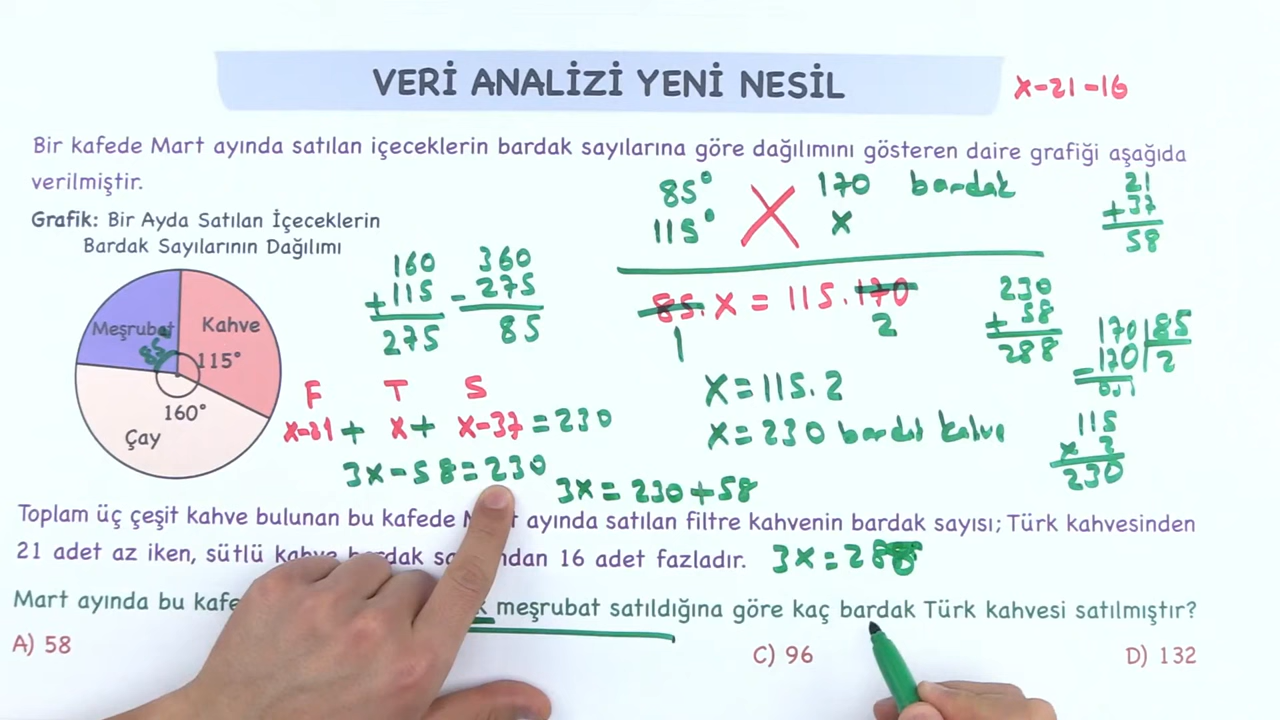 VERİ ANALİZİ YENİ NESİL
x-21-16
Bir kafede Mart ayında satılan içeceklerin bardak sayılarına göre dağılımını gösteren daire grafiği aşağıda
verilmiştir.
Grafik: Bir Ayda Satılan İçeceklerin
Bardak Sayılarının Dağılımı
Meşrubat
Kahve
115°
160°
Çay
160
+115
275
360
-275
85
85° 170 bardak
115° x
85.x = 115.170
1 2
x=115.2
x=230 bardak kahve
21
+37
58
230
+ 58
288
170 85
-170 2
115
x 2
230
F T S
x-21+ x+ x-37=230
3x-58=230
3x=230+58
Toplam üç çeşit kahve bulunan bu kafede ayında satılan filtre kahvenin bardak sayısı; Türk kahvesinden
21 adet az iken, sütlü 16 adet fazladır.
3x=288
Mart ayında bu meşrubat satıldığına göre kaç bardak Türk kahvesi satılmıştır?
A) 58
C) 96
D) 132